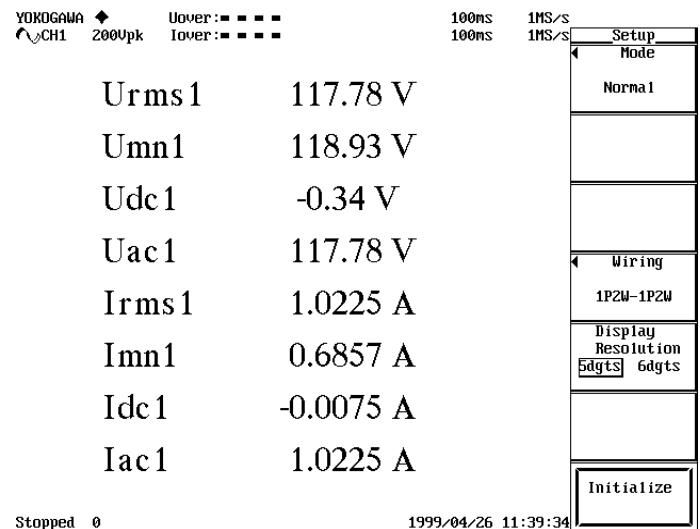 YOKOGAWA ◆ Uover:■ ■ ■ ■ 100ms 1MS/s
CH1 200Vpk Iover:■ ■ ■ ■ 100ms 1MS/s
Urms1 117.78 V
Umn1 118.93 V
Udc1 -0.34 V
Uac1 117.78 V
Irms1 1.0225 A
Imn1 0.6857 A
Idc1 -0.0075 A
Iac1 1.0225 A
Setup
Mode
Normal
Wiring
1P2W-1P2W
Display
Resolution
5dgts 6dgts
Initialize
Stopped 0 1999/04/26 11:39:34